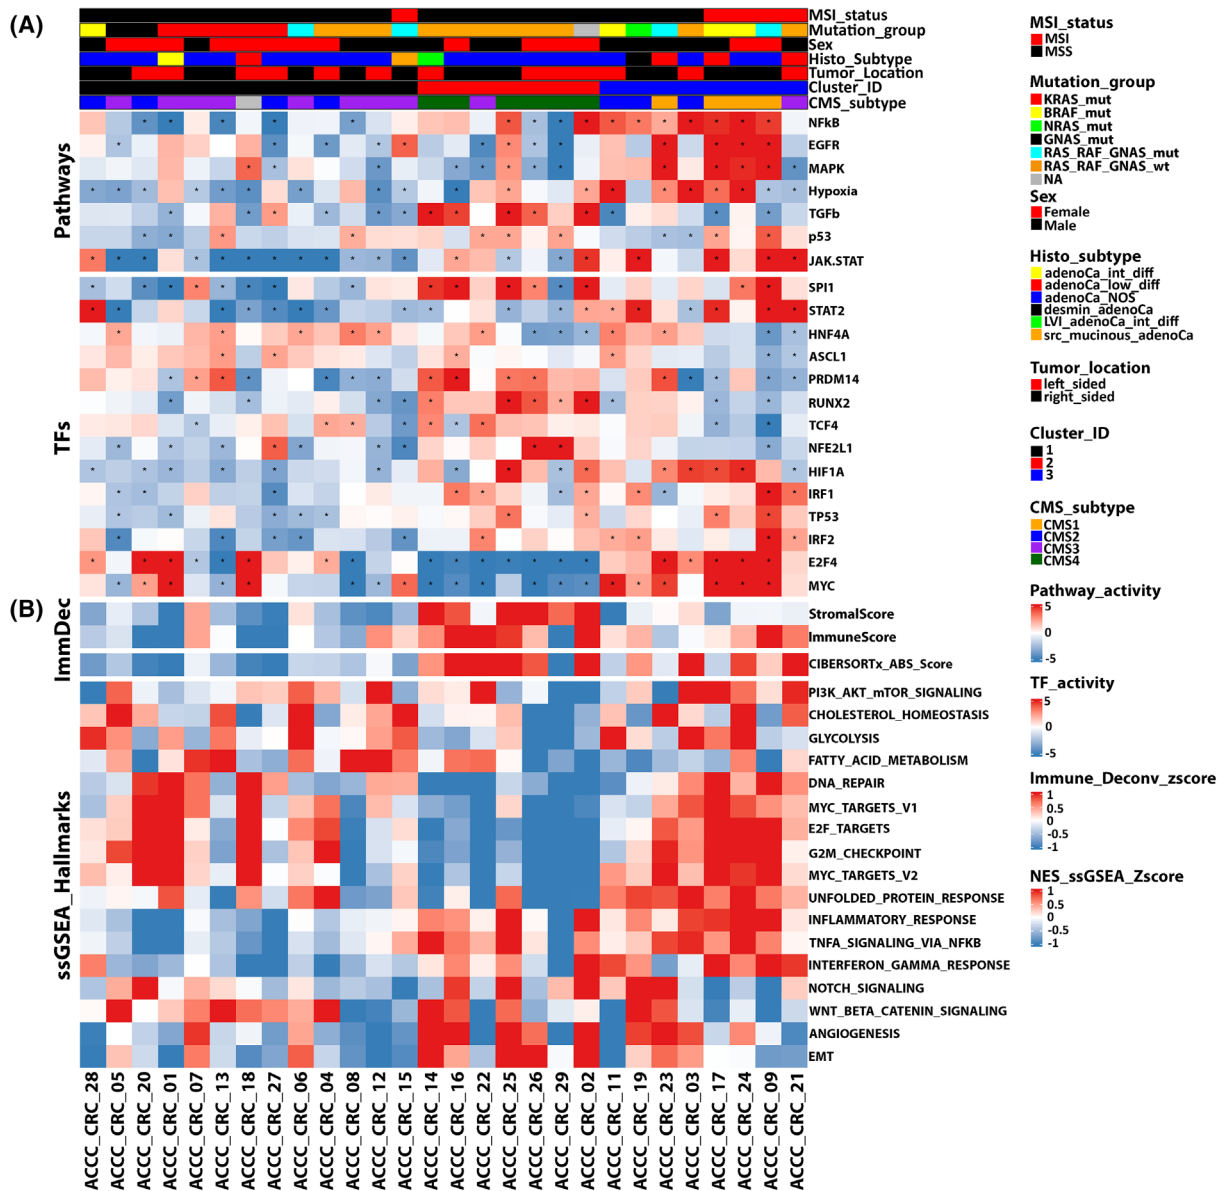 (A)
MSI_status
Mutation_group
Sex
Histo_Subtype
Tumor_Location
Cluster_ID
CMS_subtype
Pathways
NFkB
EGFR
MAPK
Hypoxia
TGFb
p53
JAK.STAT
TFs
SPI1
STAT2
HNF4A
ASCL1
PRDM14
RUNX2
TCF4
NFE2L1
HIF1A
IRF1
TP53
IRF2
E2F4
MYC
(B)
ImmDec
StromalScore
ImmuneScore
CIBERSORTx_ABS_Score
ssGSEA_Hallmarks
PI3K_AKT_mTOR_SIGNALING
CHOLESTEROL_HOMEOSTASIS
GLYCOLYSIS
FATTY_ACID_METABOLISM
DNA_REPAIR
MYC_TARGETS_V1
E2F_TARGETS
G2M_CHECKPOINT
MYC_TARGETS_V2
UNFOLDED_PROTEIN_RESPONSE
INFLAMMATORY_RESPONSE
TNFA_SIGNALING_VIA_NFKB
INTERFERON_GAMMA_RESPONSE
NOTCH_SIGNALING
WNT_BETA_CATENIN_SIGNALING
ANGIOGENESIS
EMT
ACCC_CRC_28
ACCC_CRC_05
ACCC_CRC_20
ACCC_CRC_01
ACCC_CRC_07
ACCC_CRC_13
ACCC_CRC_18
ACCC_CRC_27
ACCC_CRC_06
ACCC_CRC_04
ACCC_CRC_08
ACCC_CRC_12
ACCC_CRC_15
ACCC_CRC_14
ACCC_CRC_16
ACCC_CRC_22
ACCC_CRC_25
ACCC_CRC_26
ACCC_CRC_29
ACCC_CRC_02
ACCC_CRC_11
ACCC_CRC_19
ACCC_CRC_23
ACCC_CRC_03
ACCC_CRC_17
ACCC_CRC_24
ACCC_CRC_09
ACCC_CRC_21
MSI_status
MSI
MSS
Mutation_group
KRAS_mut
BRAF_mut
NRAS_mut
GNAS_mut
RAS_RAF_GNAS_mut
RAS_RAF_GNAS_wt
NA
Sex
Female
Male
Histo_subtype
adenoCa_int_diff
adenoCa_low_diff
adenoCa_NOS
desmin_adenoCa
LVI_adenoCa_int_diff
src_mucinous_adenoCa
Tumor_location
left_sided
right_sided
Cluster_ID
1
2
3
CMS_subtype
CMS1
CMS2
CMS3
CMS4
Pathway_activity
5
0
-5
TF_activity
5
0
-5
Immune_Deconv_zscore
1
0.5
0
-0.5
-1
NES_ssGSEA_Zscore
1
0.5
0
-0.5
-1